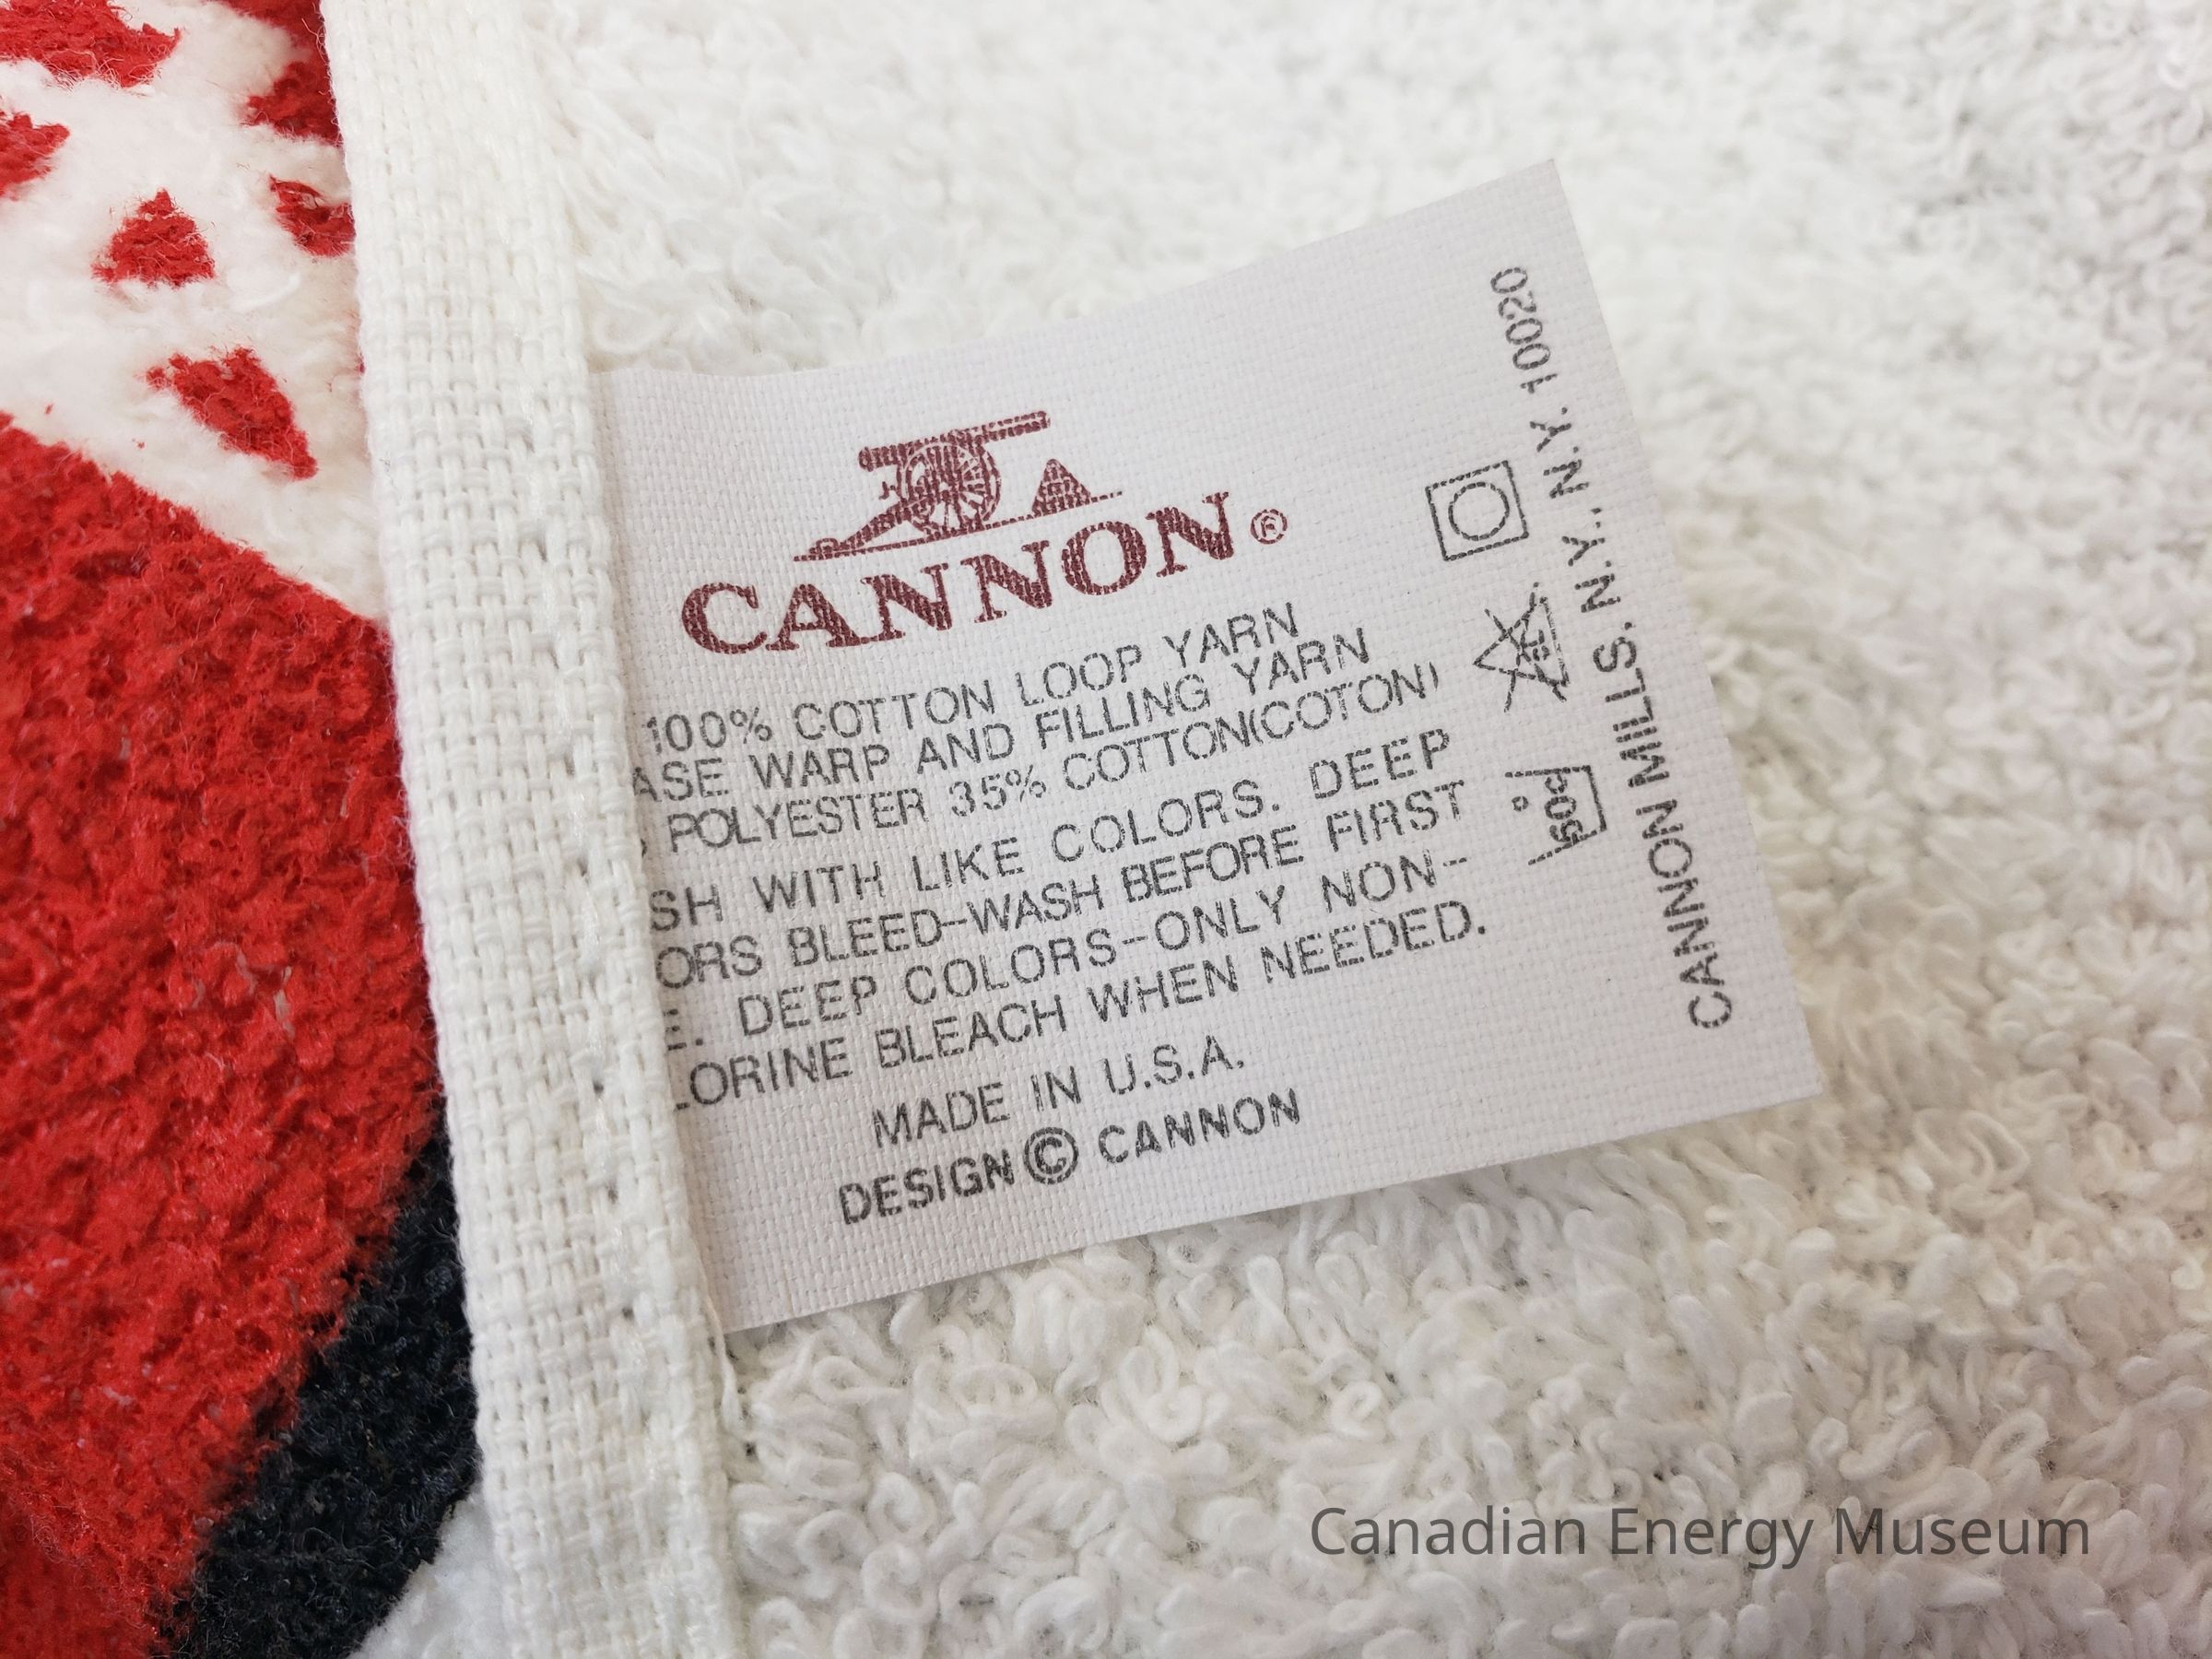 CANNON®
100% COTTON LOOP YARN
ASE WARP AND FILLING YARN
POLYESTER 35% COTTON(COTON)
SH WITH LIKE COLORS. DEEP
ORS BLEED-WASH BEFORE FIRST
E. DEEP COLORS-ONLY NON-
LORINE BLEACH WHEN NEEDED.
MADE IN U.S.A.
DESIGN © CANNON
CANNON MILLS. N.Y., N.Y. 10020
50°
Canadian Energy Museum